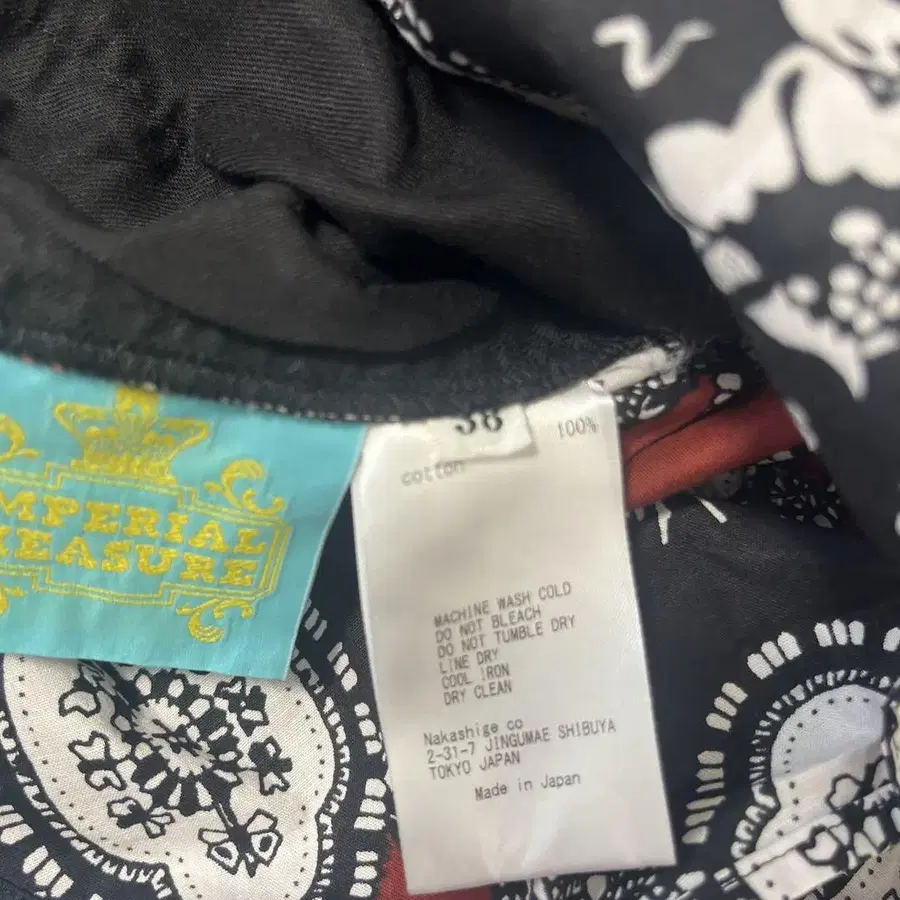 IMPERIAL
TREASURE
38
cotton 100%
MACHINE WASH COLD
DO NOT BLEACH
DO NOT TUMBLE DRY
LINE DRY
COOL IRON
DRY CLEAN
Nakashige co
2-31-7 JINGUMAE SHIBUYA
TOKYO JAPAN
Made in Japan